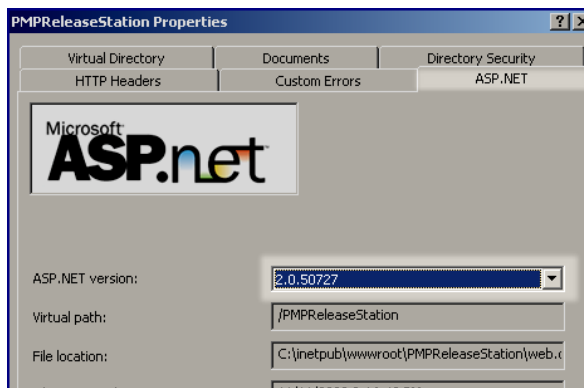 PMPReleaseStation Properties
Virtual Directory Documents Directory Security
HTTP Headers Custom Errors ASP.NET
Microsoft
ASP.net
ASP.NET version: 2.0.50727
Virtual path: /PMPReleaseStation
File location: C:\inetpub\wwwroot\PMPReleaseStation\web.c